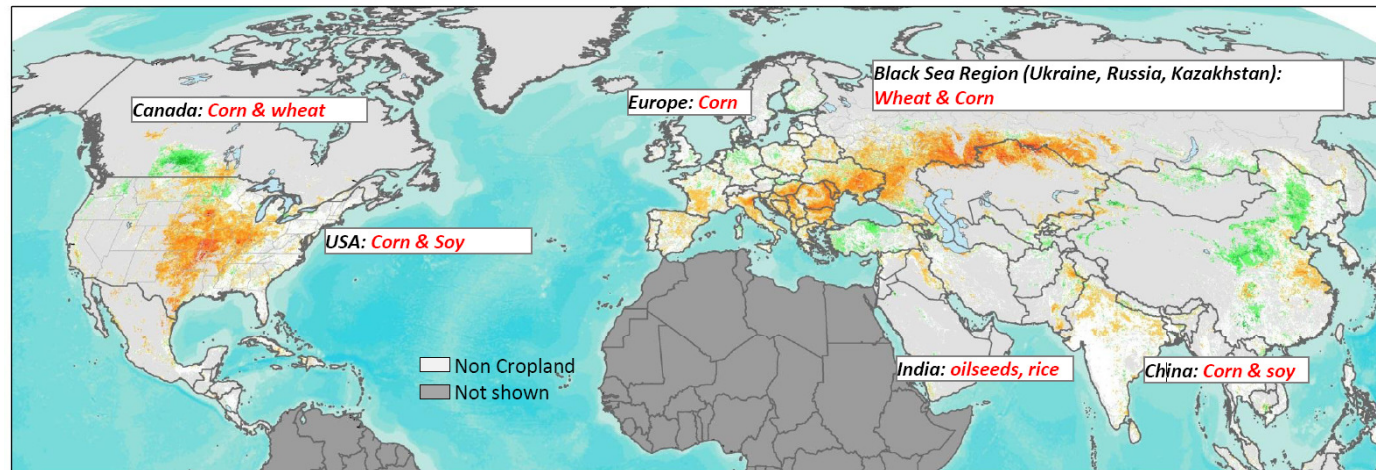 Black Sea Region (Ukraine, Russia, Kazakhstan):
Wheat & Corn
Canada: Corn & wheat
Europe: Corn
USA: Corn & Soy
Non Cropland
Not shown
India: oilseeds, rice
China: Corn & soy